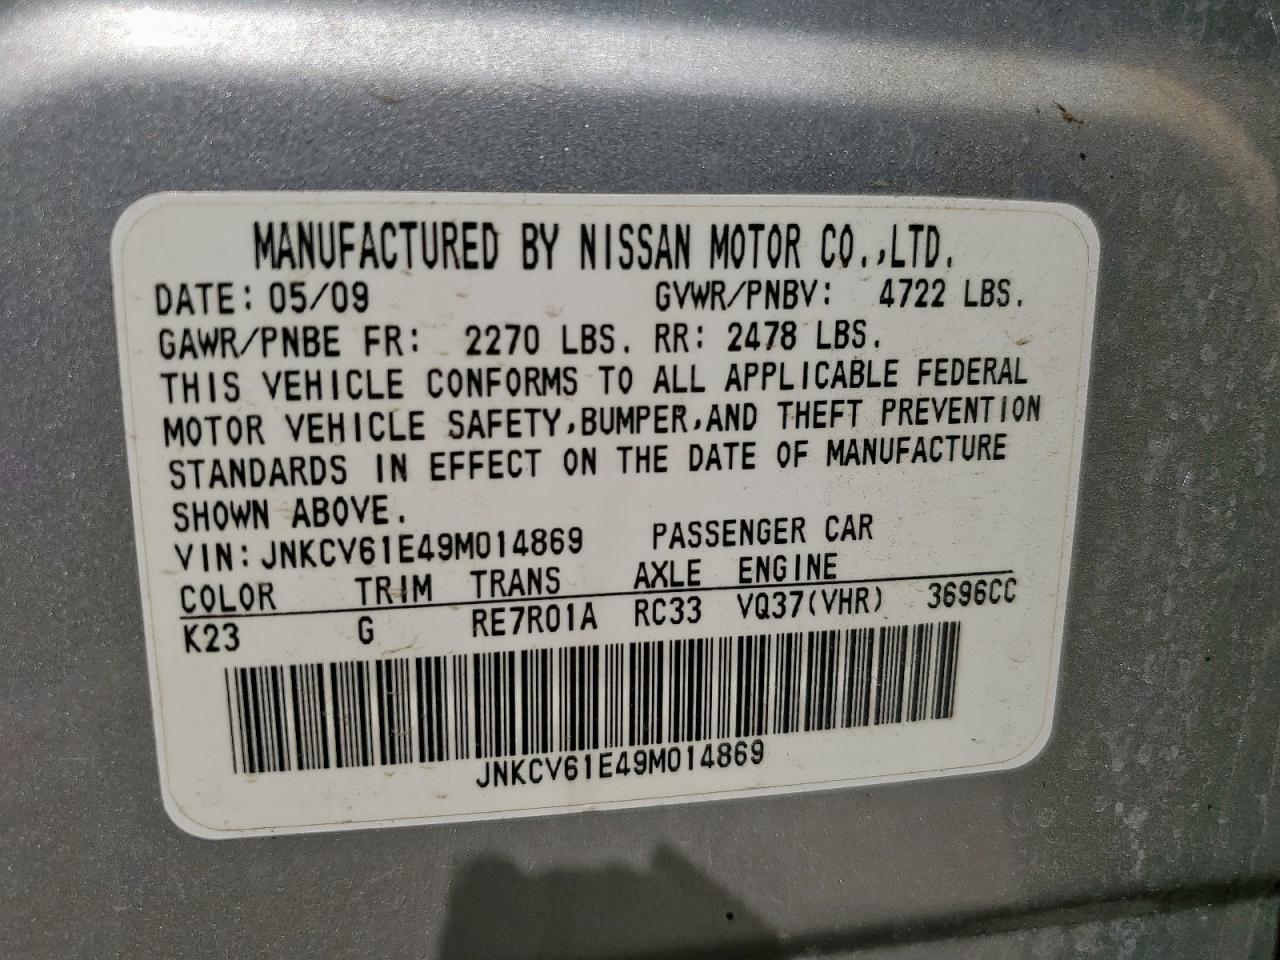 MANUFACTURED BY NISSAN MOTOR CO.,LTD.
DATE: 05/09 GVWR/PNBV: 4722 LBS.
GAWR/PNBE FR: 2270 LBS. RR: 2478 LBS.
THIS VEHICLE CONFORMS TO ALL APPLICABLE FEDERAL
MOTOR VEHICLE SAFETY,BUMPER,AND THEFT PREVENTION
STANDARDS IN EFFECT ON THE DATE OF MANUFACTURE
SHOWN ABOVE.
VIN:JNKCV61E49M014869 PASSENGER CAR
COLOR TRIM TRANS AXLE ENGINE
K23 G RE7R01A RC33 VQ37(VHR) 3696CC
JNKCV61E49M014869